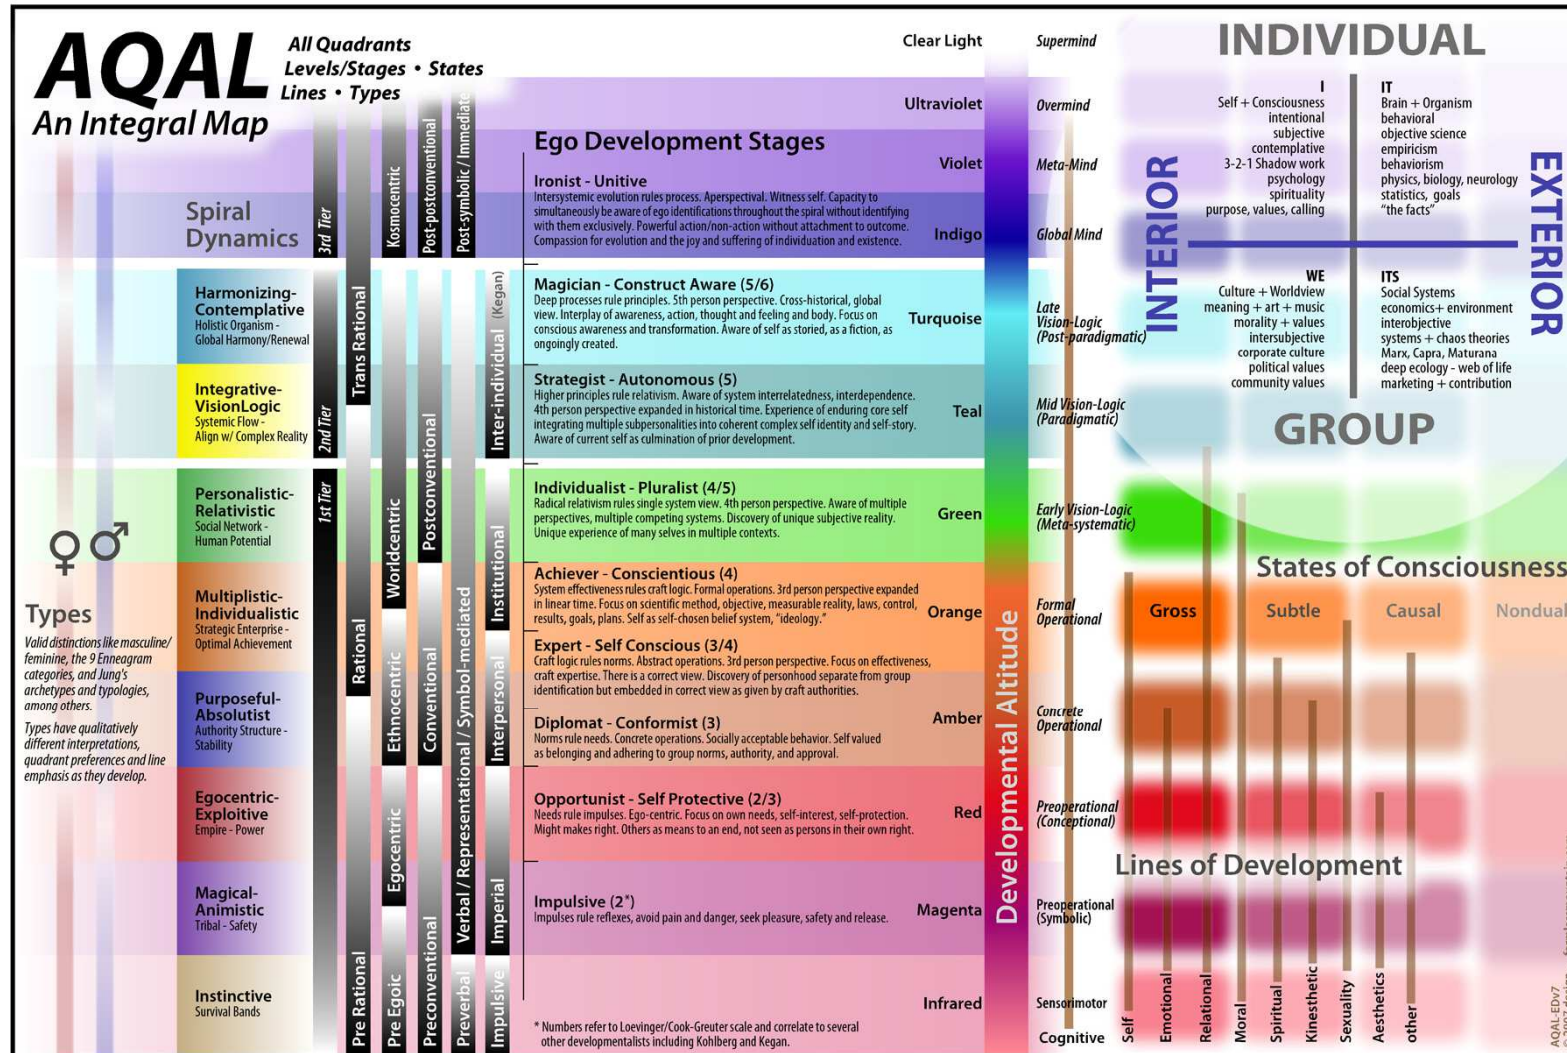 AQAL
An Integral Map
All Quadrants
Levels/Stages • States
Lines • Types
Spiral
Dynamics
Harmonizing-
Contemplative
Holistic Organism -
Global Harmony/Renewal
Integrative-
VisionLogic
Systemic Flow -
Align w/ Complex Reality
Personalistic-
Relativistic
Social Network -
Human Potential
Multiplistic-
Individualistic
Strategic Enterprise -
Optimal Achievement
Purposeful-
Absolutist
Authority Structure -
Stability
Egocentric-
Exploitive
Empire - Power
Magical-
Animistic
Tribal - Safety
Instinctive
Survival Bands
♀ ♂
Types
Valid distinctions like masculine/
feminine, the 9 Enneagram
categories, and Jung's
archetypes and typologies,
among others.
Types have qualitatively
different interpretations,
quadrant preferences and line
emphasis as they develop.
3rd Tier
2nd Tier
1st Tier
Trans Rational
Rational
Pre Rational
Kosmocentric
Worldcentric
Ethnocentric
Egocentric
Pre Egoic
Post-postconventional
Postconventional
Conventional
Preconventional
Post-symbolic / Immediate
Verbal / Representational / Symbol-mediated
Preverbal
Inter-individual (Kegan)
Institutional
Interpersonal
Imperial
Impulsive
Ego Development Stages
Ironist - Unitive
Intersystemic evolution rules process. Aperspectival. Witness self. Capacity to
simultaneously be aware of ego identifications throughout the spiral without identifying
with them exclusively. Powerful action/non-action without attachment to outcome.
Compassion for evolution and the joy and suffering of individuation and existence.
Magician - Construct Aware (5/6)
Deep processes rule principles. 5th person perspective. Cross-historical, global
view. Interplay of awareness, action, thought and feeling and body. Focus on
conscious awareness and transformation. Aware of self as storied, as a fiction, as
ongoingly created.
Strategist - Autonomous (5)
Higher principles rule relativism. Aware of system interrelatedness, interdependence.
4th person perspective expanded in historical time. Experience of enduring core self
integrating multiple subpersonalities into coherent complex self identity and self-story.
Aware of current self as culmination of prior development.
Individualist - Pluralist (4/5)
Radical relativism rules single system view. 4th person perspective. Aware of multiple
perspectives, multiple competing systems. Discovery of unique subjective reality.
Unique experience of many selves in multiple contexts.
Achiever - Conscientious (4)
System effectiveness rules craft logic. Formal operations. 3rd person perspective expanded
in linear time. Focus on scientific method, objective, measurable reality, laws, control,
results, goals, plans. Self as self-chosen belief system, "ideology."
Expert - Self Conscious (3/4)
Craft logic rules norms. Abstract operations. 3rd person perspective. Focus on effectiveness,
craft expertise. There is a correct view. Discovery of personhood separate from group
identification but embedded in correct view as given by craft authorities.
Diplomat - Conformist (3)
Norms rule needs. Concrete operations. Socially acceptable behavior. Self valued
as belonging and adhering to group norms, authority, and approval.
Opportunist - Self Protective (2/3)
Needs rule impulses. Ego-centric. Focus on own needs, self-interest, self-protection.
Might makes right. Others as means to an end, not seen as persons in their own right.
Impulsive (2*)
Impulses rule reflexes, avoid pain and danger, seek pleasure, safety and release.
* Numbers refer to Loevinger/Cook-Greuter scale and correlate to several
other developmentalists including Kohlberg and Kegan.
Clear Light
Ultraviolet
Violet
Indigo
Turquoise
Teal
Green
Orange
Amber
Red
Magenta
Infrared
Developmental Altitude
Supermind
Overmind
Meta-Mind
Global Mind
Late
Vision-Logic
(Post-paradigmatic)
Mid Vision-Logic
(Paradigmatic)
Early Vision-Logic
(Meta-systematic)
Formal
Operational
Concrete
Operational
Preoperational
(Conceptional)
Preoperational
(Symbolic)
Sensorimotor
Cognitive
INDIVIDUAL
INTERIOR
EXTERIOR
GROUP
I
Self + Consciousness
intentional
subjective
contemplative
3-2-1 Shadow work
psychology
spirituality
purpose, values, calling
IT
Brain + Organism
behavioral
objective science
empiricism
behaviorism
physics, biology, neurology
statistics, goals
"the facts"
WE
Culture + Worldview
meaning + art + music
morality + values
intersubjective
corporate culture
political values
community values
ITS
Social Systems
economics+ environment
interobjective
systems + chaos theories
Marx, Capra, Maturana
deep ecology - web of life
marketing + contribution
States of Consciousness
Gross
Subtle
Causal
Nondual
Lines of Development
Self
Emotional
Relational
Moral
Spiritual
Kinesthetic
Sexuality
Aesthetics
other
AQAL-EDv7